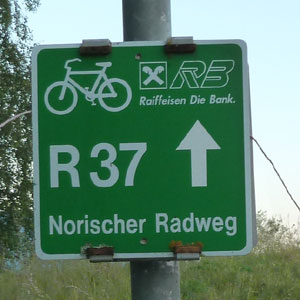 RB
Raiffeisen Die Bank.
R 37
Norischer Radweg